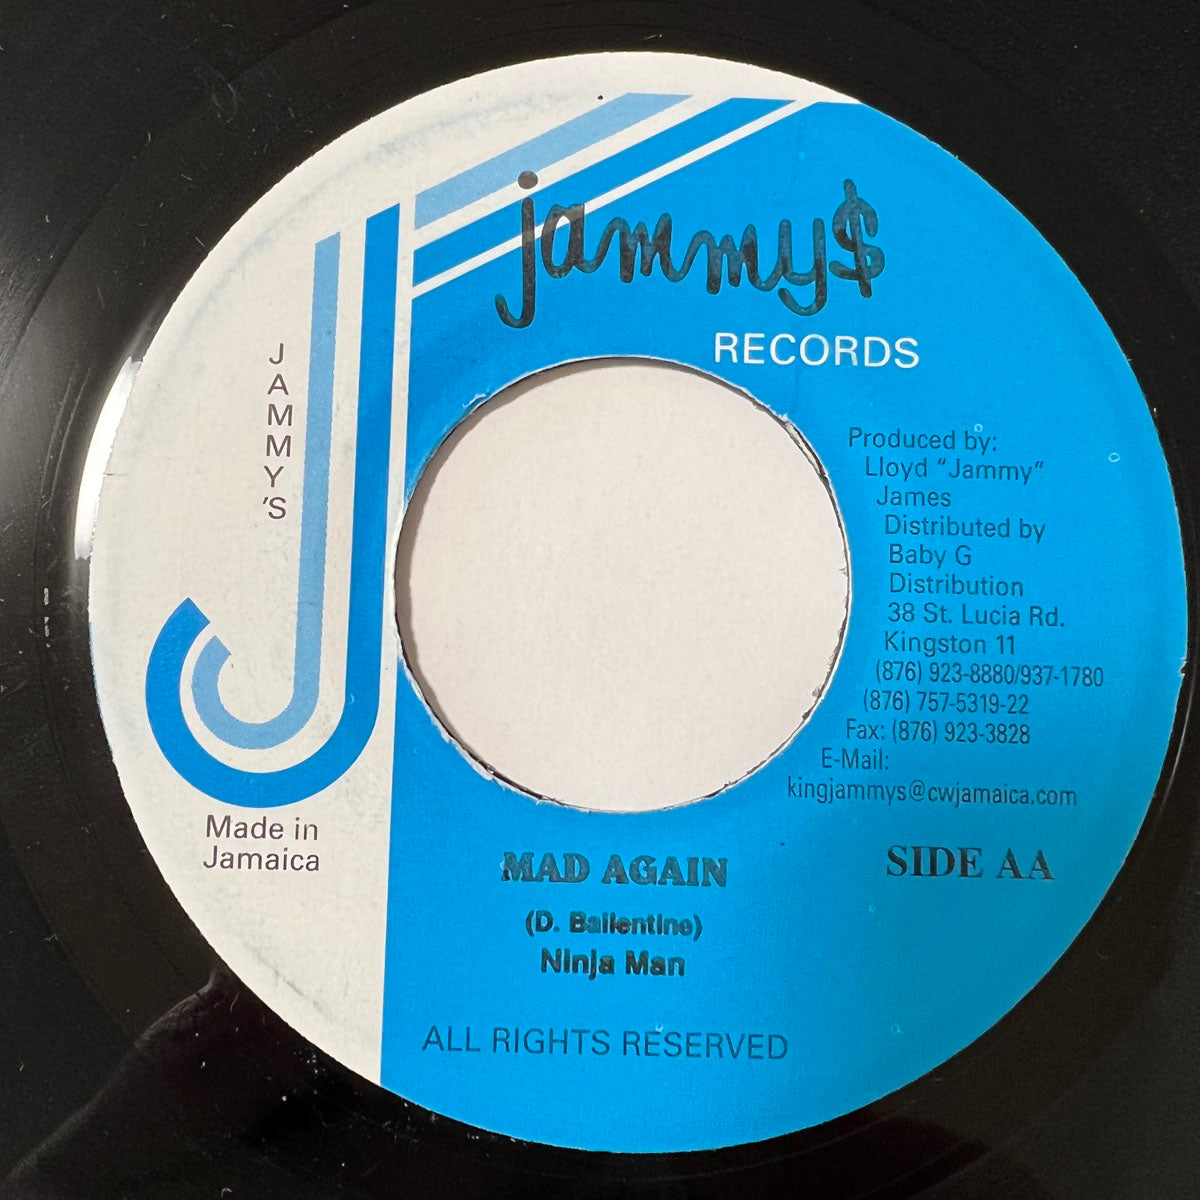 jammy$
RECORDS
JAMMY'S
Produced by:
Lloyd "Jammy"
James
Distributed by
Baby G
Distribution
38 St. Lucia Rd.
Kingston 11
(876) 923-8880/937-1780
(876) 757-5319-22
Fax: (876) 923-3828
E-Mail:
kingjammys@cwjamaica.com
Made in
Jamaica
MAD AGAIN
SIDE AA
(D. Ballentine)
Ninja Man
ALL RIGHTS RESERVED